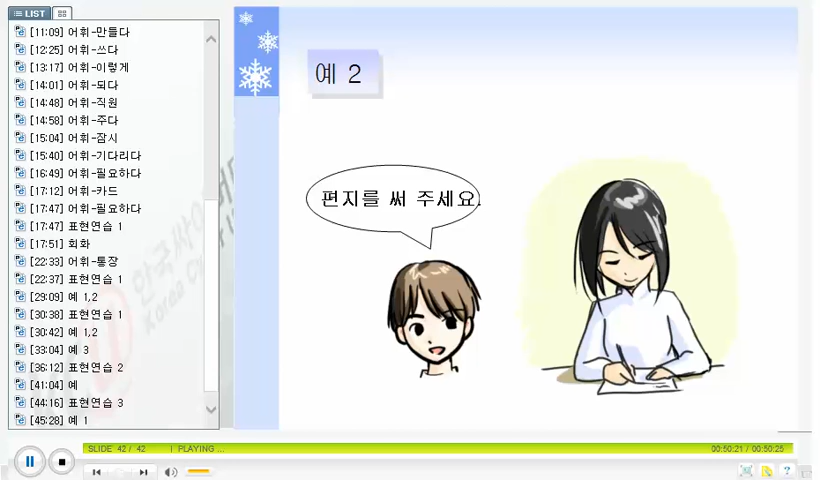 LIST
[11:09] 어휘-만들다
[12:25] 어휘-쓰다
[13:17] 어휘-이렇게
[14:01] 어휘-되다
[14:48] 어휘-직원
[14:58] 어휘-주다
[15:04] 어휘-잠시
[15:40] 어휘-기다리다
[16:49] 어휘-필요하다
[17:12] 어휘-카드
[17:47] 어휘-필요하다
[17:47] 표현연습 1
[17:51] 회화
[22:33] 어휘-통장
[22:37] 표현연습 1
[29:09] 예 1,2
[30:38] 표현연습 1
[30:42] 예 1,2
[33:04] 예 3
[36:12] 표현연습 2
[41:04] 예
[44:16] 표현연습 3
[45:28] 예 1
예 2
편지를 써 주세요.
SLIDE 42 / 42 | PLAYING ...
00:50:21 / 00:50:25